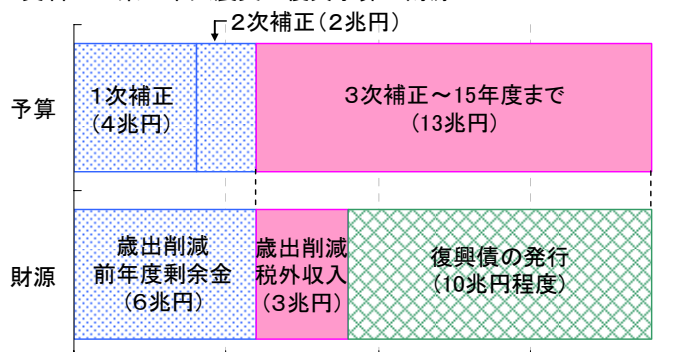 2次補正(2兆円)
予算
1次補正
(4兆円)
3次補正～15年度まで
(13兆円)
財源
歳出削減
前年度剰余金
(6兆円)
歳出削減
税外収入
(3兆円)
復興債の発行
(10兆円程度)